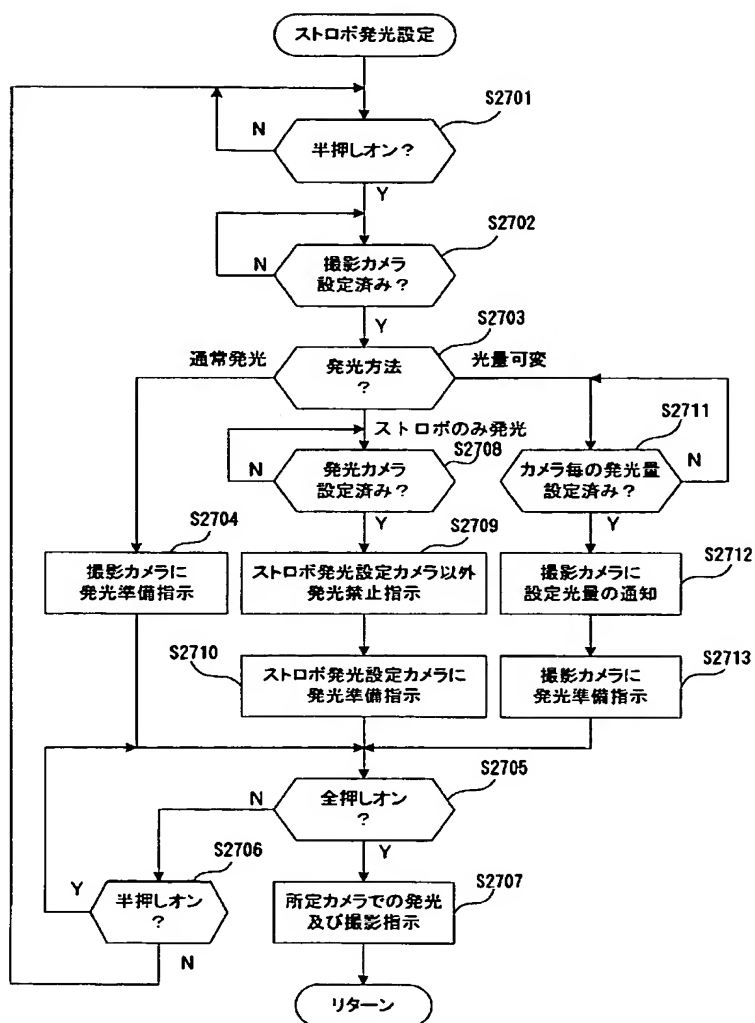 ストロボ発光設定
S2701
N
半押しオン？
Y
S2702
N
撮影カメラ
設定済み？
Y
S2703
通常発光
発光方法
？
光量可変
ストロボのみ発光
S2711
S2708
N
発光カメラ
設定済み？
カメラ毎の発光量
設定済み？
N
Y
Y
S2704
S2709
撮影カメラに
発光準備指示
ストロボ発光設定カメラ以外
発光禁止指示
撮影カメラに
設定光量の通知
S2712
S2710
ストロボ発光設定カメラに
発光準備指示
撮影カメラに
発光準備指示
S2713
S2705
N
全押しオン
？
Y
S2706
Y
半押しオン
？
N
S2707
所定カメラでの発光
及び撮影指示
リターン